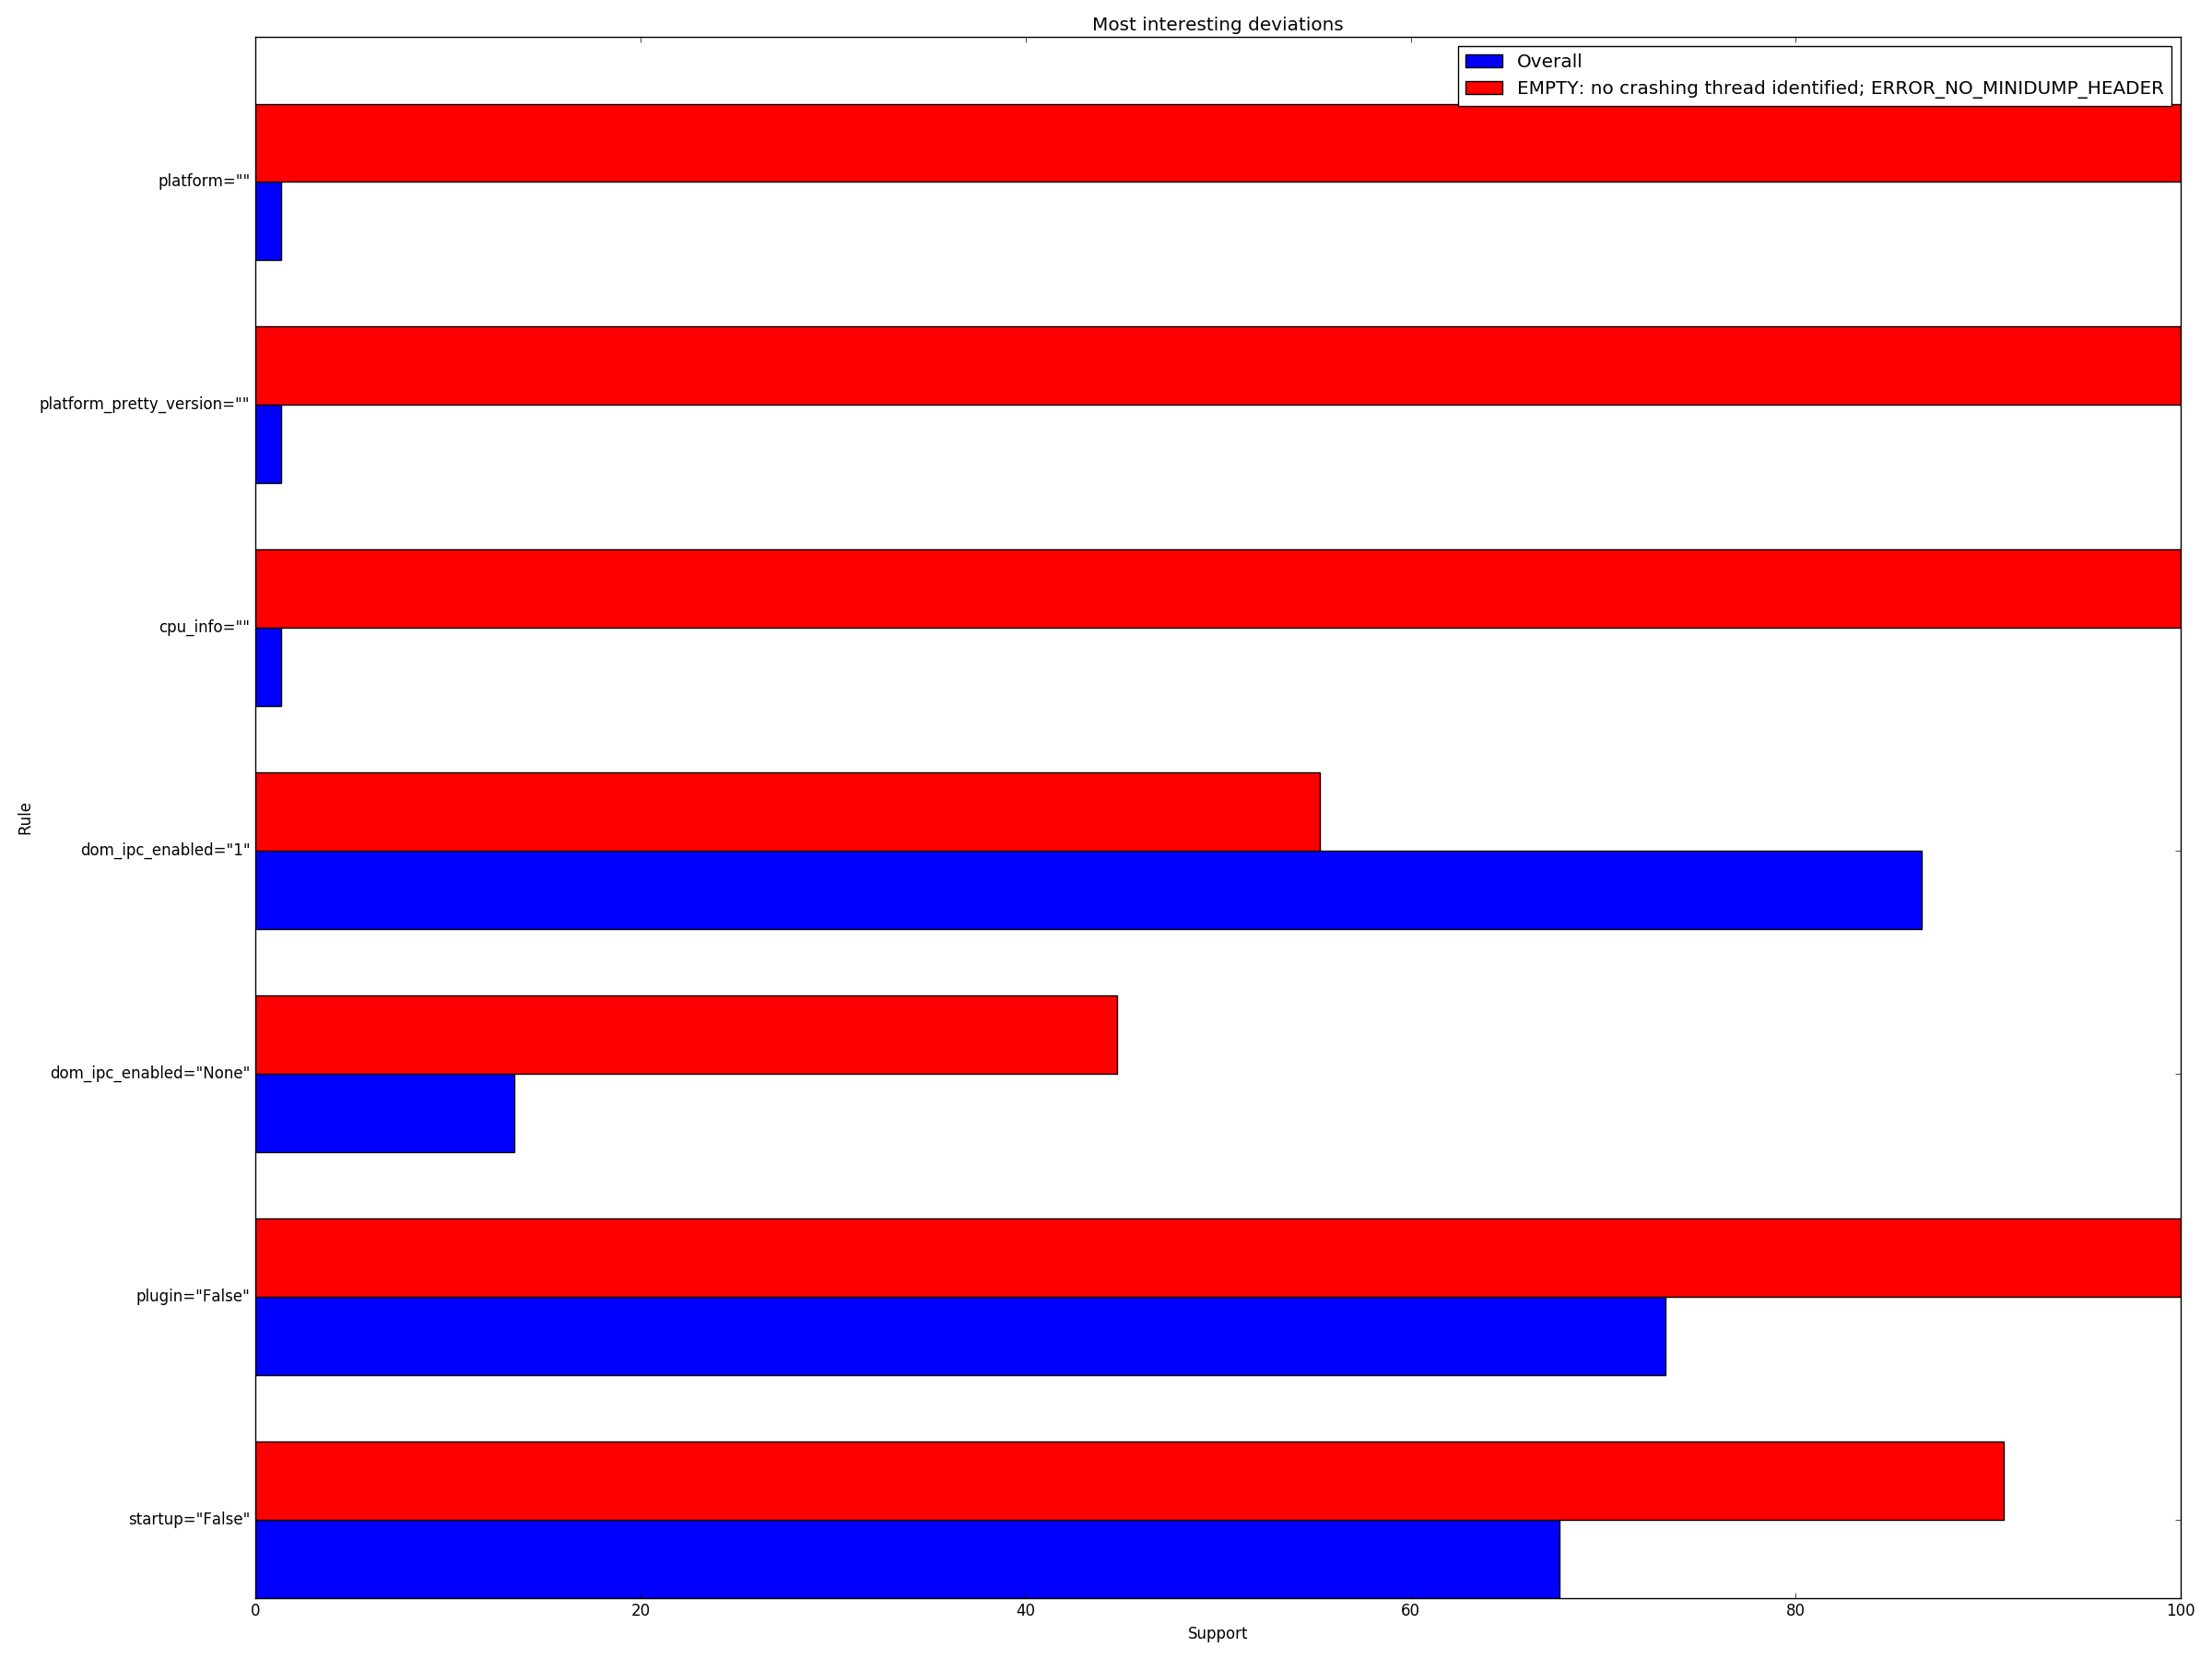 Most interesting deviations
Overall
EMPTY: no crashing thread identified; ERROR_NO_MINIDUMP_HEADER
platform=""
platform_pretty_version=""
cpu_info=""
dom_ipc_enabled="1"
dom_ipc_enabled="None"
plugin="False"
startup="False"
Rule
0 20 40 60 80 100
Support